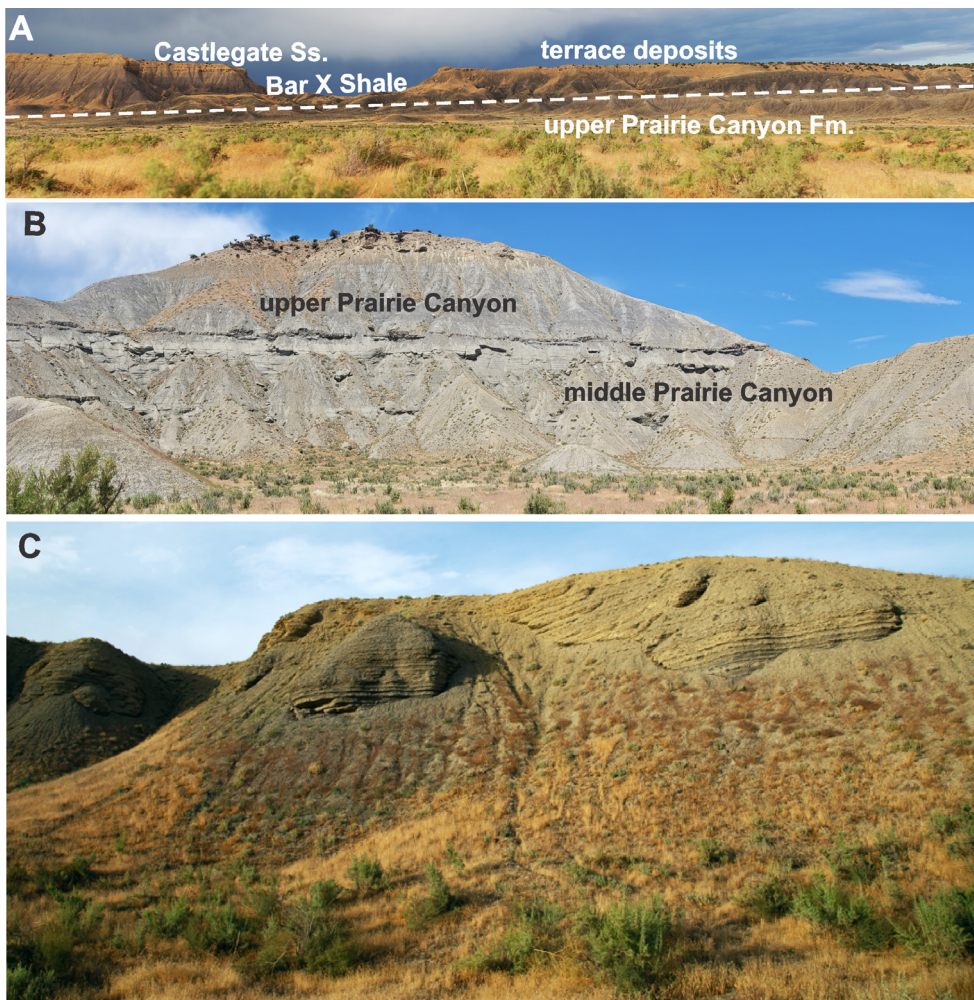 A
Castlegate Ss.
terrace deposits
Bar X Shale
upper Prairie Canyon Fm.
B
upper Prairie Canyon
middle Prairie Canyon
C